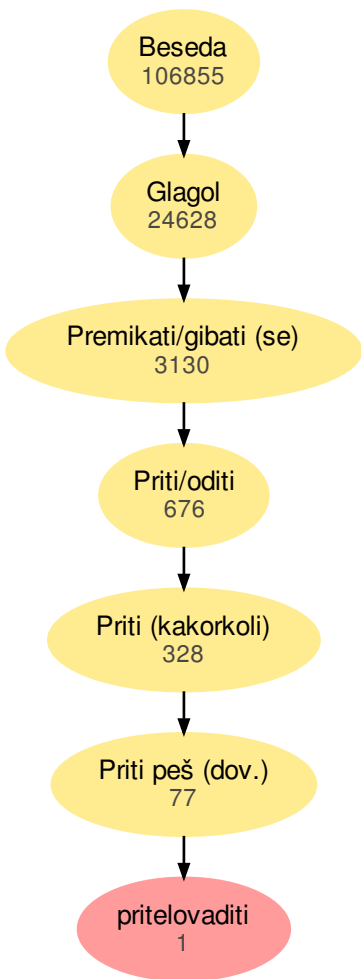 Beseda
106855
Glagol
24628
Premikati/gibati (se)
3130
Priti/oditi
676
Priti (kakorkoli)
328
Priti peš (dov.)
77
pritelovaditi
1